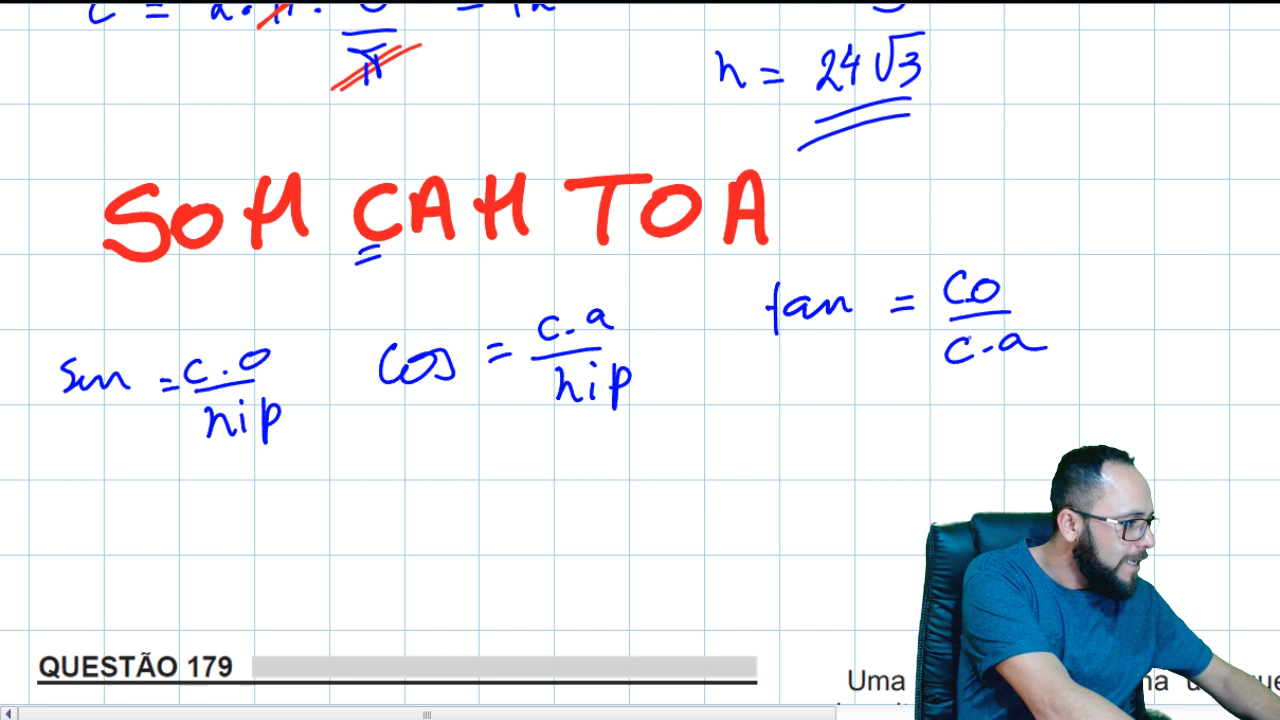 h = 24√3
SOH CAH TOA
sen = c.o/hip
cos = c.a/hip
tan = co/c.a
QUESTÃO 179
Uma